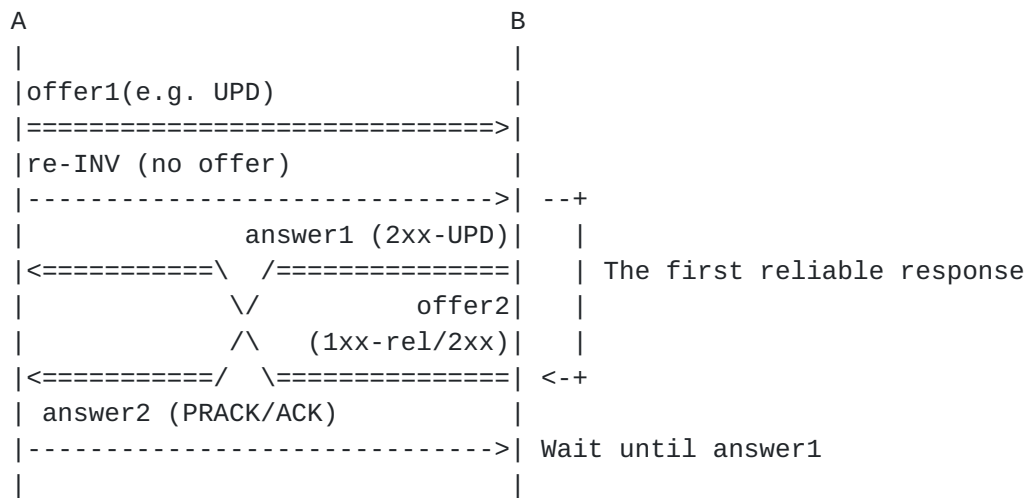 A                               B
|                               |
|offer1(e.g. UPD)               |
|==============================>|
|re-INV (no offer)              |
|------------------------------>| --+
|              answer1 (2xx-UPD)|   |
|<===========\  /===============|   | The first reliable response
|             \/          offer2|   |
|             /\   (1xx-rel/2xx)|   |
|<===========/  \===============| <-+
| answer2 (PRACK/ACK)           |
|------------------------------>| Wait until answer1
|                               |